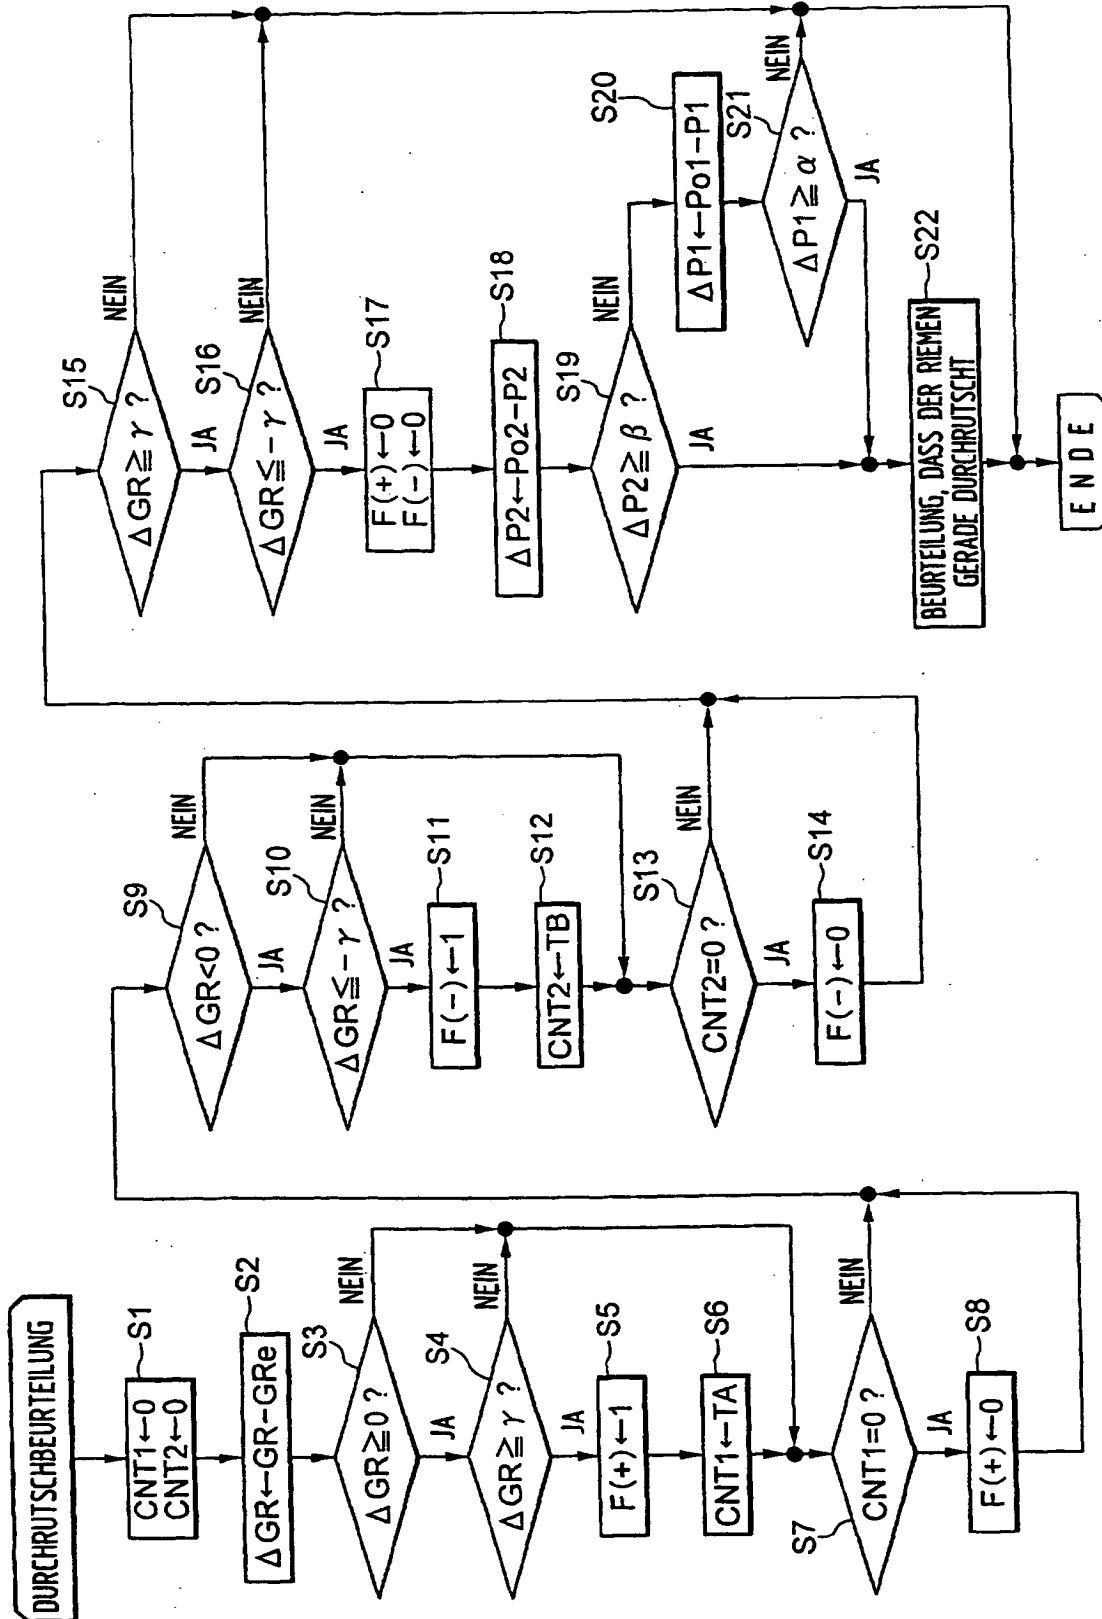 DURCHRUTSCHBEURTEILUNG
S1
CNT1←0
CNT2←0
S2
ΔGR←GR-GRe
S3
ΔGR≧0?
NEIN
JA
S4
ΔGR≧γ?
NEIN
JA
S5
F(+)←1
S6
CNT1←TA
S7
CNT1=0?
NEIN
JA
S8
F(+)←0
S9
ΔGR<0?
NEIN
JA
S10
ΔGR≦-γ?
NEIN
JA
S11
F(-)←1
S12
CNT2←TB
S13
CNT2=0?
NEIN
JA
S14
F(-)←0
S15
ΔGR≧γ?
NEIN
JA
S16
ΔGR≦-γ?
NEIN
JA
S17
F(+)←0
F(-)←0
S18
ΔP2←Po2-P2
S19
ΔP2≧β?
NEIN
JA
S20
ΔP1←Po1-P1
S21
ΔP1≧α?
NEIN
JA
S22
BEURTEILUNG, DASS DER RIEMEN
GERADE DURCHRUTSCHT
ENDE